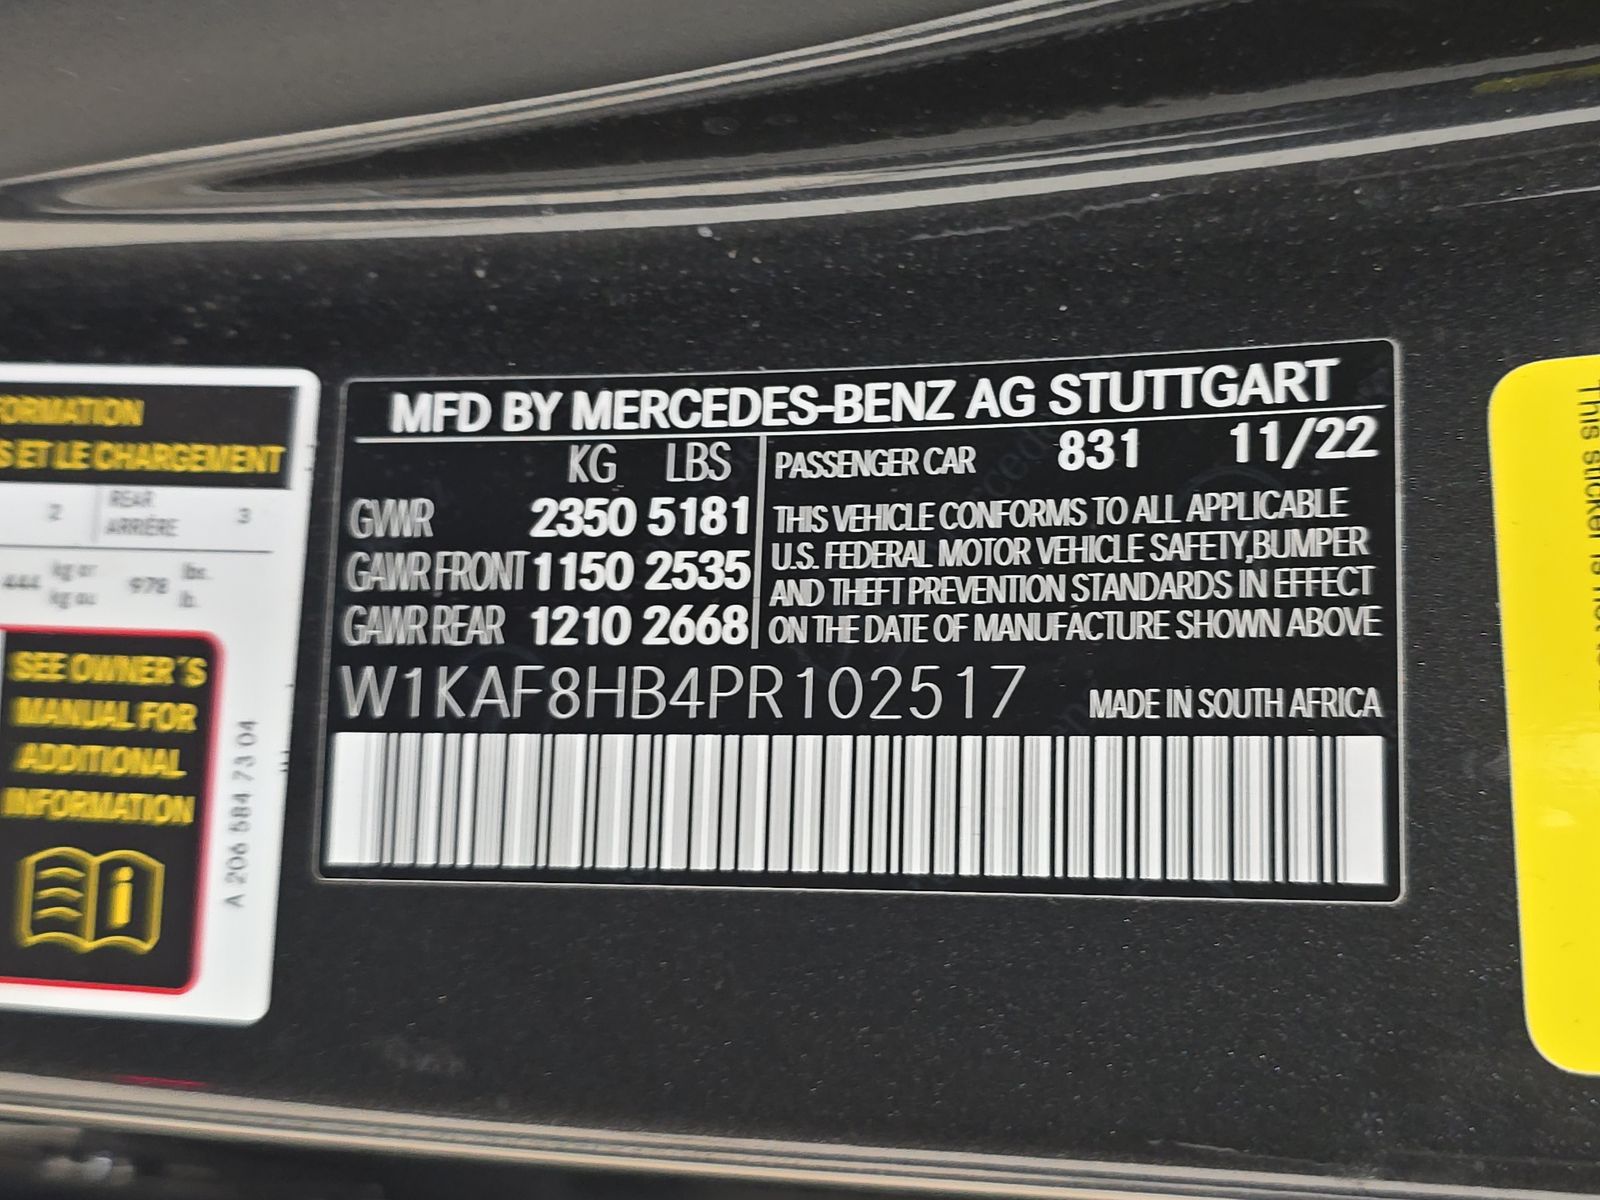 MFD BY MERCEDES-BENZ AG STUTTGART
KG LBS
GVWR 2350 5181
GAWR FRONT 1150 2535
GAWR REAR 1210 2668
PASSENGER CAR 831 11/22
THIS VEHICLE CONFORMS TO ALL APPLICABLE
U.S. FEDERAL MOTOR VEHICLE SAFETY,BUMPER
AND THEFT PREVENTION STANDARDS IN EFFECT
ON THE DATE OF MANUFACTURE SHOWN ABOVE
W1KAF8HB4PR102517 MADE IN SOUTH AFRICA
ORMATION
S ET LE CHARGEMENT
2 REAR
ARRIÈRE 3
444 kg or
kg ou 978 lbs.
lb.
SEE OWNER´S
MANUAL FOR
ADDITIONAL
INFORMATION
i
A 206 584 73 04
This sticker is not